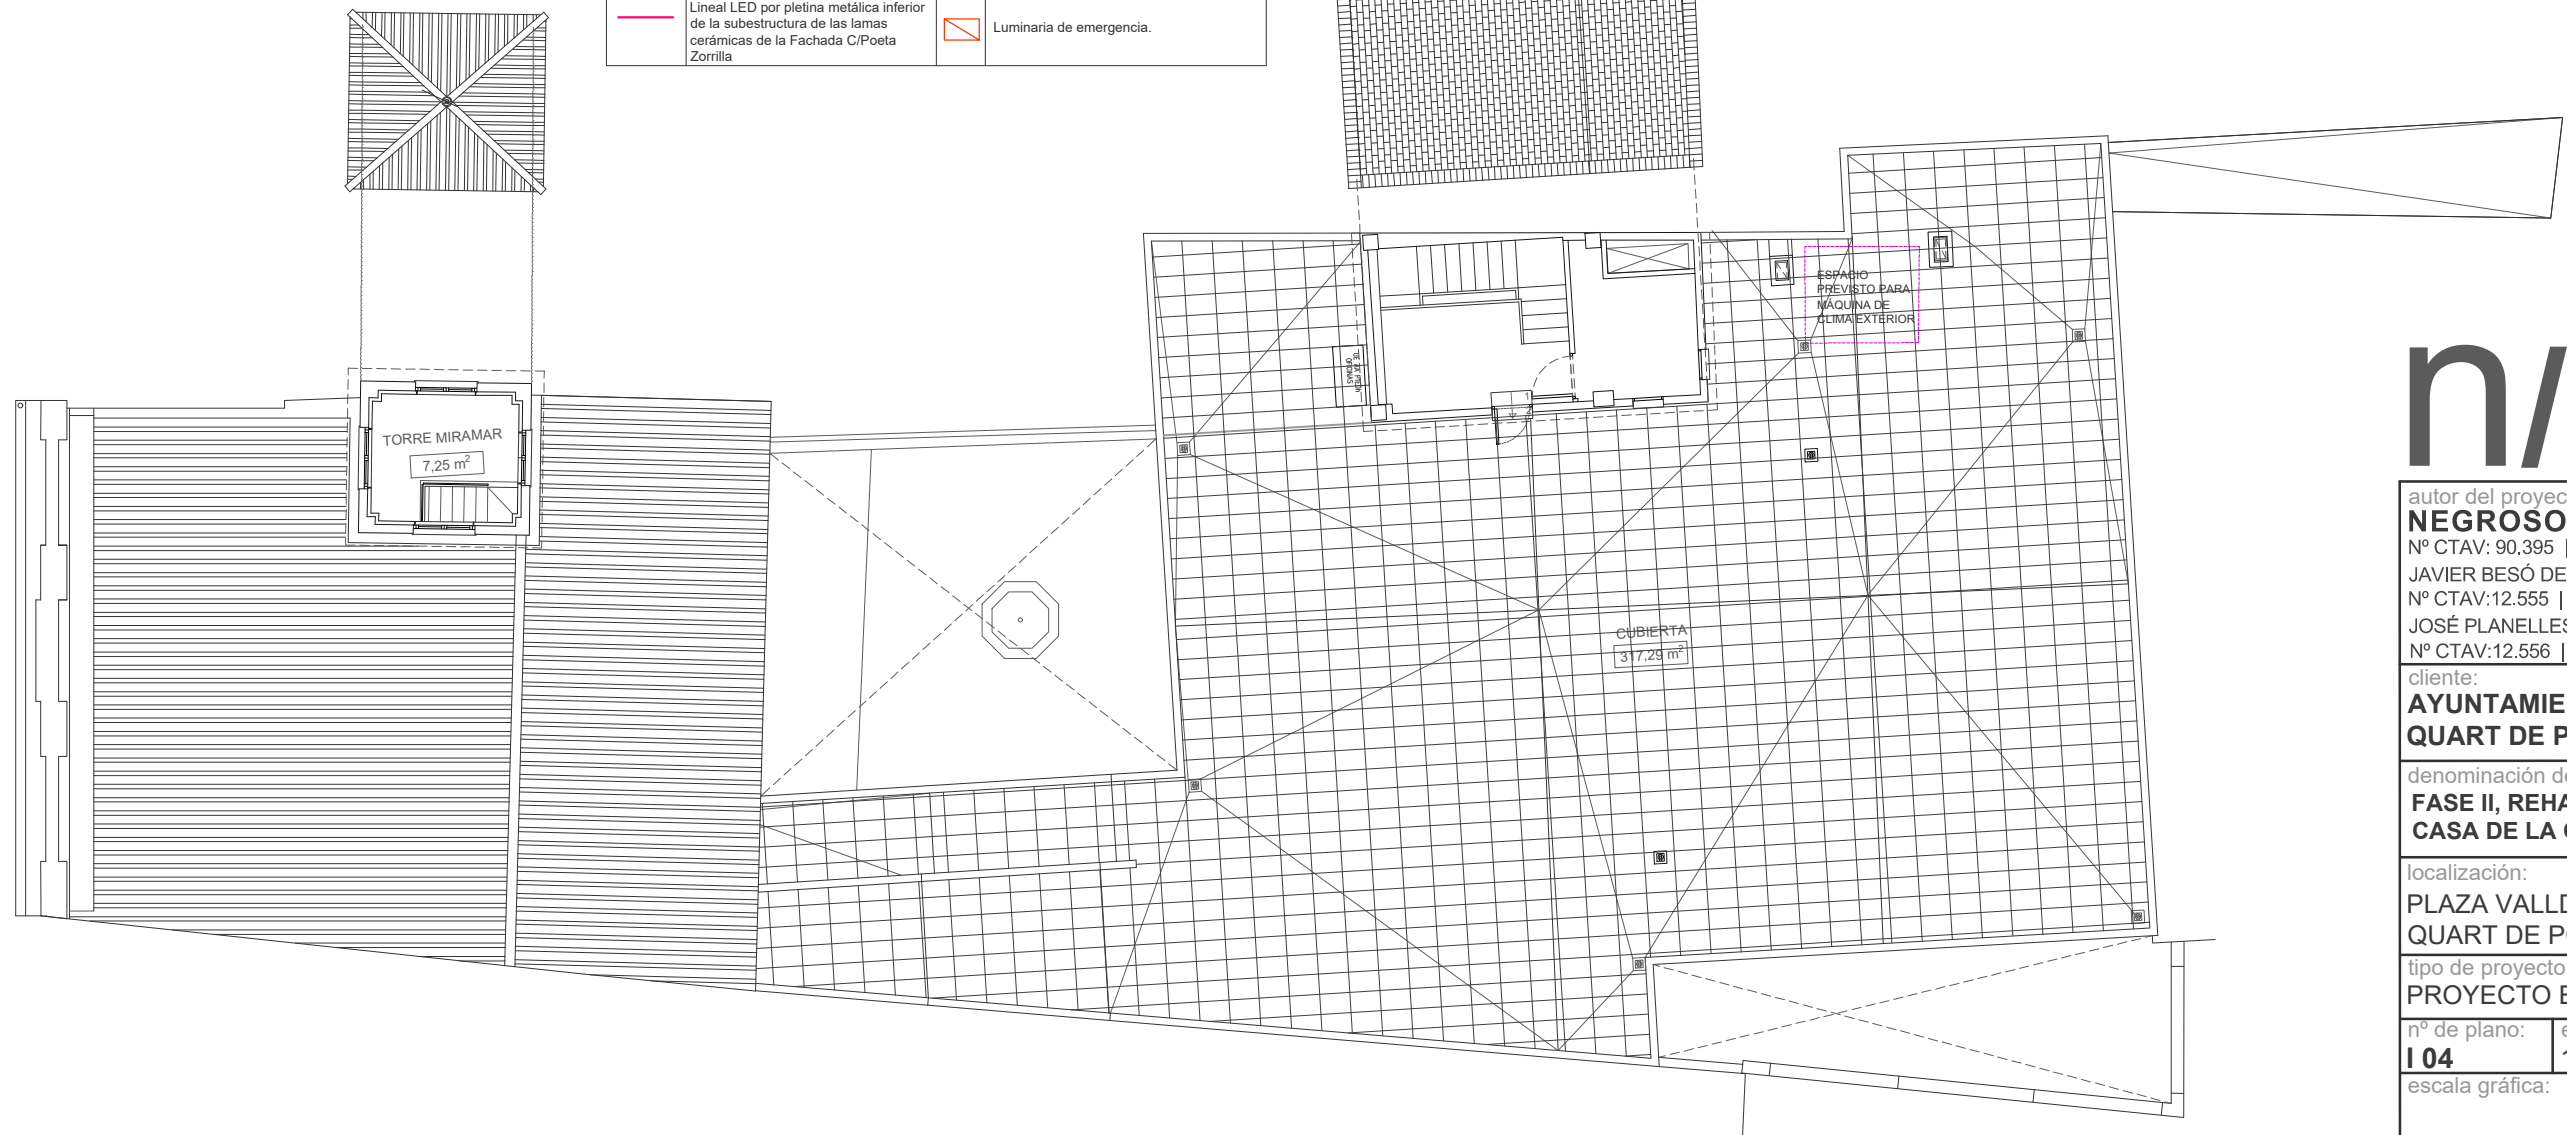 Lineal LED por pletina metálica inferior
de la subestructura de las lamas
cerámicas de la Fachada C/Poeta
Zorrilla
Luminaria de emergencia.
ESPACIO
PREVISTO PARA
MÁQUINA DE
CLIMA EXTERIOR
TORRE MIRAMAR
7,25 m²
1
2
CUBIERTA
317,29 m²
n/
autor del proyec
NEGROSO
Nº CTAV: 90.395 |
JAVIER BESÓ DE
Nº CTAV:12.555 |
JOSÉ PLANELLES
Nº CTAV:12.556 |
cliente:
AYUNTAMIE
QUART DE P
denominación de
FASE II, REHA
CASA DE LA
localización:
PLAZA VALLD
QUART DE PO
tipo de proyecto
PROYECTO E
nº de plano:
I 04
escala gráfica: